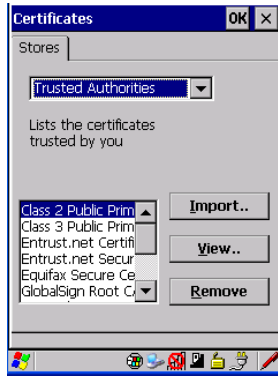 Certificates OK
Stores
Trusted Authorities
Lists the certificates
trusted by you
Class 2 Public Prim
Class 3 Public Prim
Entrust.net Certifi
Entrust.net Secur
Equifax Secure Ce
GlobalSign Root C
Import..
View..
Remove